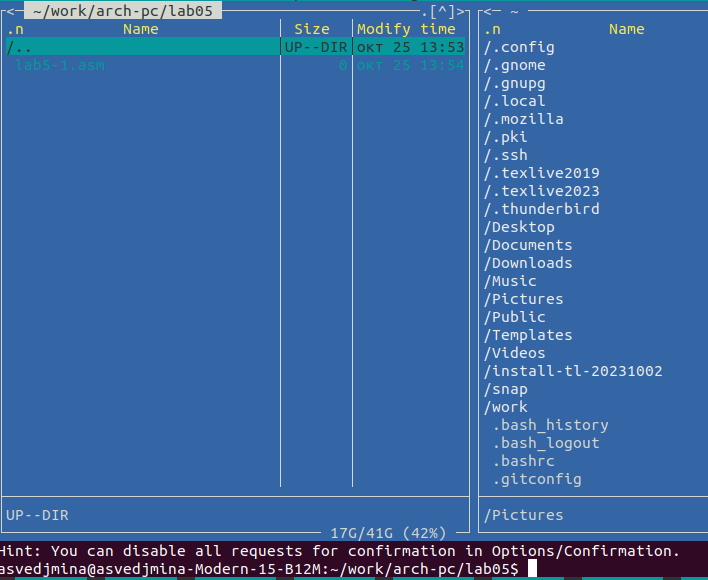 <─ ~/work/arch-pc/lab05 ─ .[^]>
.n Name Size Modify time
/.. UP--DIR окт 25 13:53
lab5-1.asm 0 окт 25 13:54
UP--DIR
17G/41G (42%)
<─ ~ ─
.n Name
/.config
/.gnome
/.gnupg
/.local
/.mozilla
/.pki
/.ssh
/.texlive2019
/.texlive2023
/.thunderbird
/Desktop
/Documents
/Downloads
/Music
/Pictures
/Public
/Templates
/Videos
/install-tl-20231002
/snap
/work
.bash_history
.bash_logout
.bashrc
.gitconfig
/Pictures
Hint: You can disable all requests for confirmation in Options/Confirmation.
asvedjmina@asvedjmina-Modern-15-B12M:~/work/arch-pc/lab05$